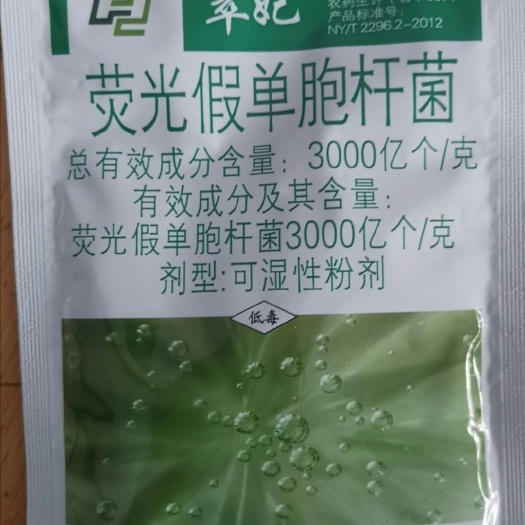 萃妃
产品标准号:
NY/T 2296.2-2012
荧光假单胞杆菌
总有效成分含量: 3000亿个/克
有效成分及其含量:
荧光假单胞杆菌3000亿个/克
剂型:可湿性粉剂
低毒